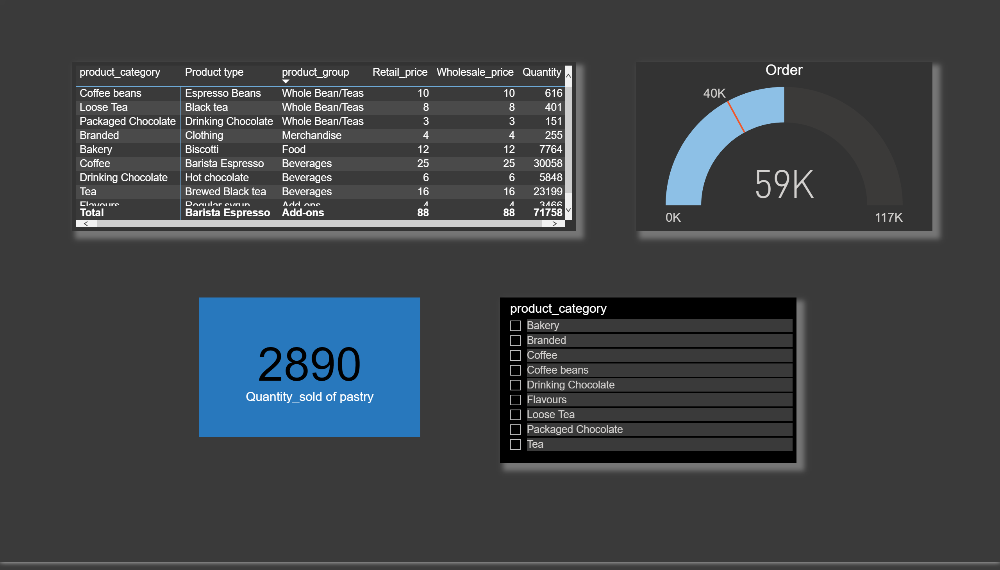 product_category Product type product_group Retail_price Wholesale_price Quantity
Coffee beans Espresso Beans Whole Bean/Teas 10 10 616
Loose Tea Black tea Whole Bean/Teas 8 8 401
Packaged Chocolate Drinking Chocolate Whole Bean/Teas 3 3 151
Branded Clothing Merchandise 4 4 255
Bakery Biscotti Food 12 12 7764
Coffee Barista Espresso Beverages 25 25 30058
Drinking Chocolate Hot chocolate Beverages 6 6 5848
Tea Brewed Black tea Beverages 16 16 23199
Flavours Regular syrup Add-ons 4 4 3466
Total Barista Espresso Add-ons 88 88 71758
Order
40K
59K
0K 117K
2890
Quantity_sold of pastry
product_category
Bakery
Branded
Coffee
Coffee beans
Drinking Chocolate
Flavours
Loose Tea
Packaged Chocolate
Tea